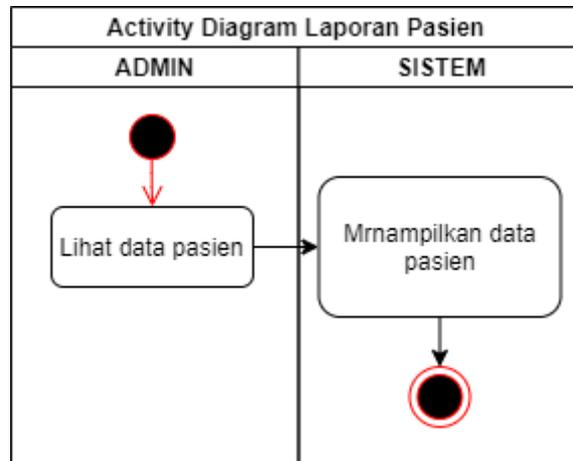 Activity Diagram Laporan Pasien
ADMIN
SISTEM
Lihat data pasien
Mrnampilkan data
pasien